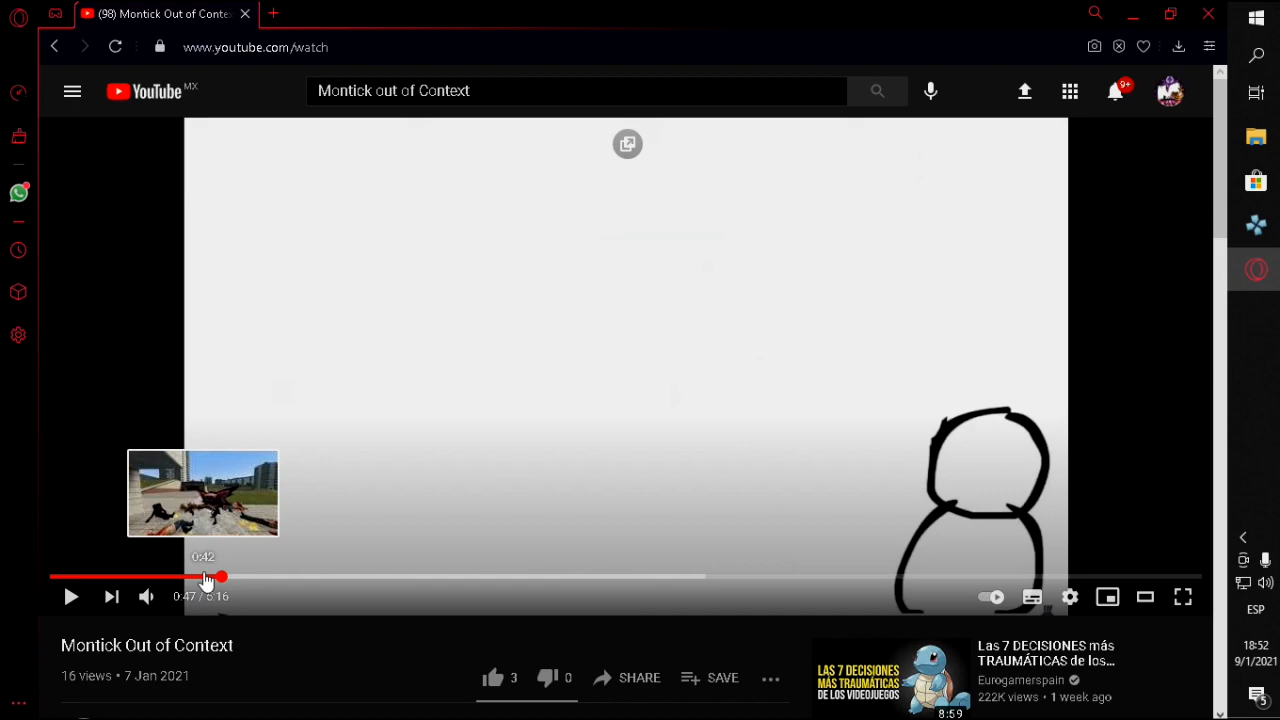 (98) Montick Out of Conte
www.youtube.com/watch
YouTube MX
Montick out of Context
9+
0:42
0:47 / 5:16
Montick Out of Context
16 views • 7 Jan 2021
3
0
SHARE
SAVE
LAS 7 DECISIONES
MÁS TRAUMÁTICAS
DE LOS VIDEOJUEGOS
8:59
Las 7 DECISIONES más
TRAUMÁTICAS de los...
Eurogamerspain
222K views • 1 week ago
ESP
18:52
9/1/2021
5